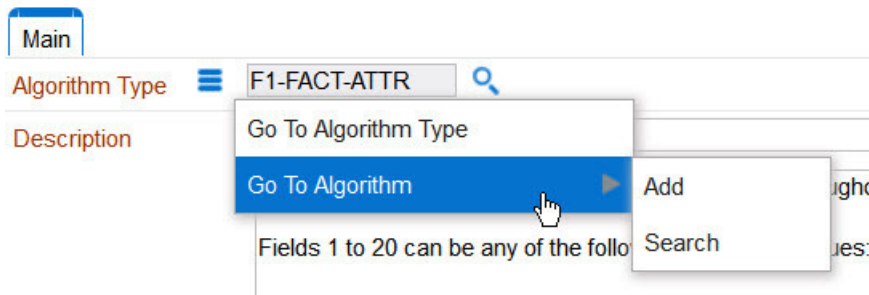 Main
Algorithm Type F1-FACT-ATTR
Go To Algorithm Type
Description
Go To Algorithm
Add
Fields 1 to 20 can be any of the
Search